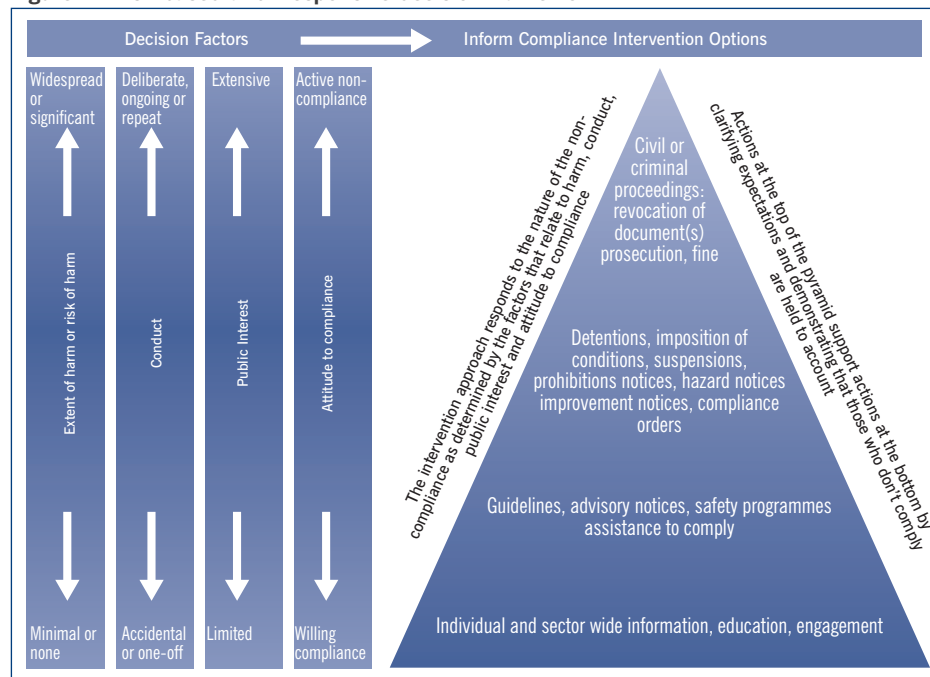 Decision Factors
Inform Compliance Intervention Options
Widespread
or
significant
Extent of harm or risk of harm
Minimal or
none
Deliberate,
ongoing or
repeat
Conduct
Accidental
or one-off
Extensive
Public Interest
Limited
Active non-
compliance
Attitude to compliance
Willing
compliance
The intervention approach responds to the nature of the non-
compliance as determined by the factors that relate to harm, conduct,
public interest and attitude to compliance
Civil or
criminal
proceedings:
revocation of
document(s)
prosecution, fine
Detentions, imposition of
conditions, suspensions,
prohibitions notices, hazard notices
improvement notices, compliance
orders
Guidelines, advisory notices, safety programmes
assistance to comply
Individual and sector wide information, education, engagement
Actions at the top of the pyramid support actions at the bottom by
clarifying expectations and demonstrating that those who don't comply
are held to account